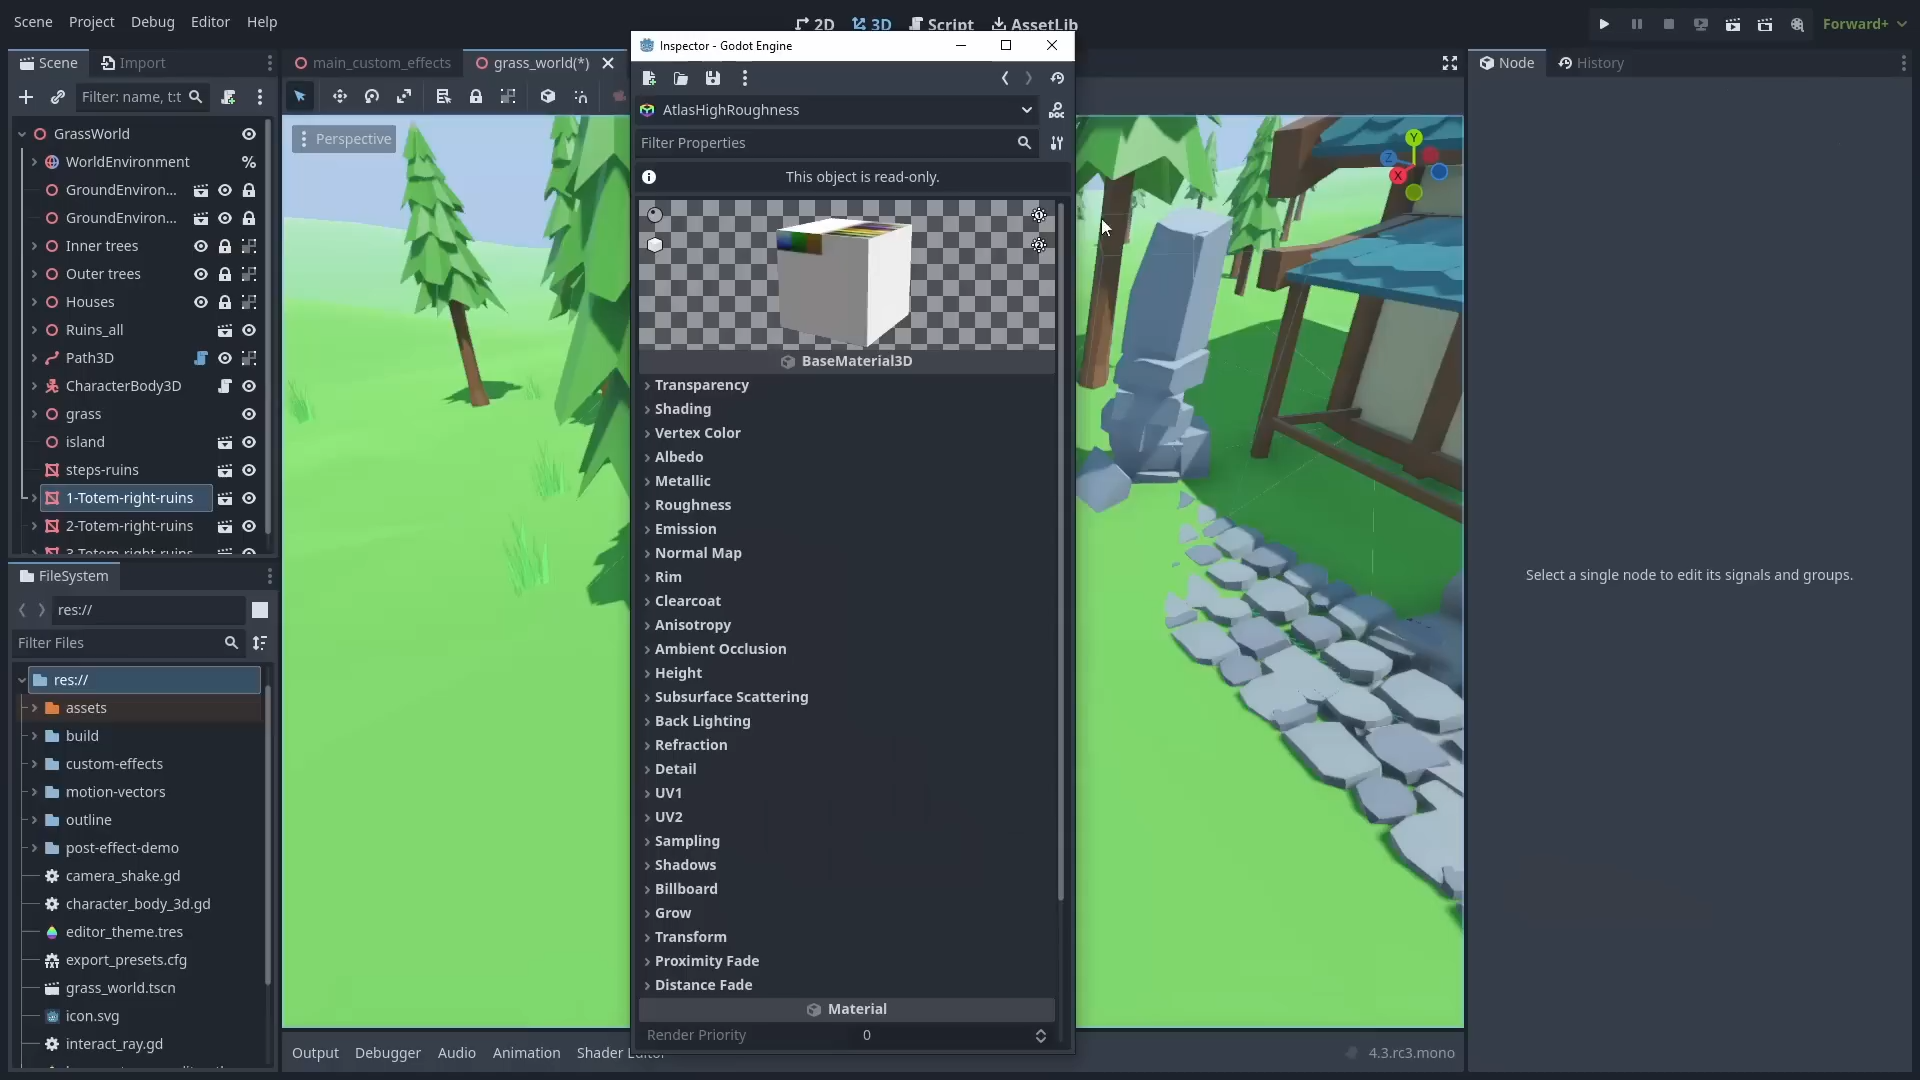 Scene Project Debug Editor Help
2D 3D Script AssetLib
Forward+
Scene Import
main_custom_effects grass_world(*)
Filter: name, t:t
Perspective
GrassWorld
WorldEnvironment
GroundEnviron...
GroundEnviron...
Inner trees
Outer trees
Houses
Ruins_all
Path3D
CharacterBody3D
grass
island
steps-ruins
1-Totem-right-ruins
2-Totem-right-ruins
3-Totem-right-ruins
FileSystem
res://
Filter Files
res://
assets
build
custom-effects
motion-vectors
outline
post-effect-demo
camera_shake.gd
character_body_3d.gd
editor_theme.tres
export_presets.cfg
grass_world.tscn
icon.svg
interact_ray.gd
Inspector - Godot Engine
AtlasHighRoughness
Filter Properties
This object is read-only.
BaseMaterial3D
Transparency
Shading
Vertex Color
Albedo
Metallic
Roughness
Emission
Normal Map
Rim
Clearcoat
Anisotropy
Ambient Occlusion
Height
Subsurface Scattering
Back Lighting
Refraction
Detail
UV1
UV2
Sampling
Shadows
Billboard
Grow
Transform
Proximity Fade
Distance Fade
Material
Render Priority 0
Y
Z
X
Node History
Select a single node to edit its signals and groups.
Output Debugger Audio Animation Shader Editor
4.3.rc3.mono